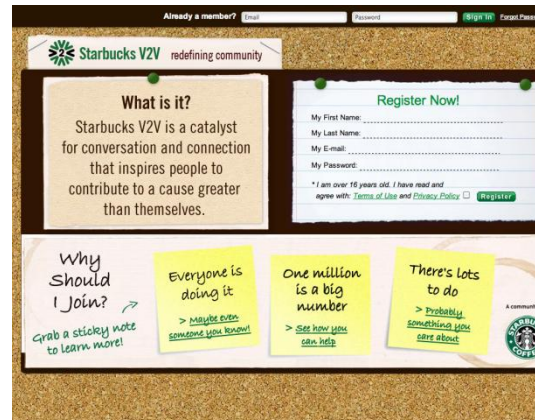 Already a member? Email Password Sign In Forgot Pass
V2V Starbucks V2V redefining community
What is it?
Starbucks V2V is a catalyst
for conversation and connection
that inspires people to
contribute to a cause greater
than themselves.
Register Now!
My First Name:
My Last Name:
My E-mail:
My Password:
* I am over 16 years old. I have read and
agree with: Terms of Use and Privacy Policy Register
Why
Should
I Join?
Grab a sticky note
to learn more!
Everyone is
doing it
> Maybe even
someone you know!
One million
is a big
number
> See how you
can help
There's lots
to do
> Probably
something you
care about
A communit
STARBU
COFFE